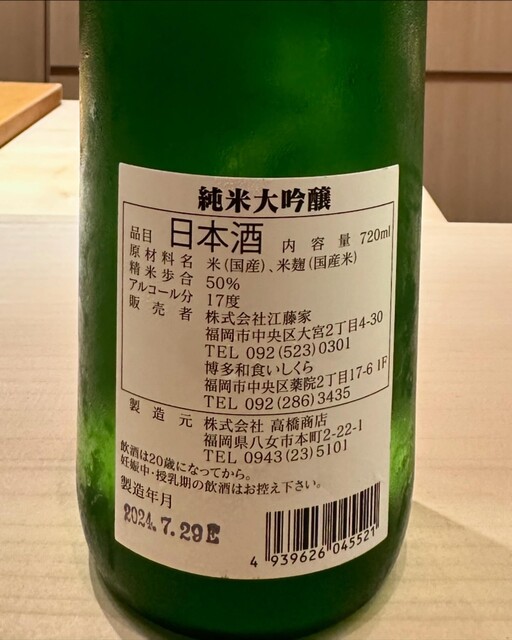 純米大吟醸
品目 日本酒 内容量 720ml
原材料名 米(国産)、米麹(国産米)
精米歩合 50%
アルコール分 17度
販売者 株式会社江藤家
福岡市中央区大宮2丁目4-30
TEL 092(523)0301
博多和食いしくら
福岡市中央区薬院2丁目17-6 1F
TEL 092(286)3435
製造元 株式会社 高橋商店
福岡県八女市本町2-22-1
TEL 0943(23)5101
飲酒は20歳になってから。
妊娠中・授乳期の飲酒はお控え下さい。
製造年月
2024.7.29E
4 939626 045521